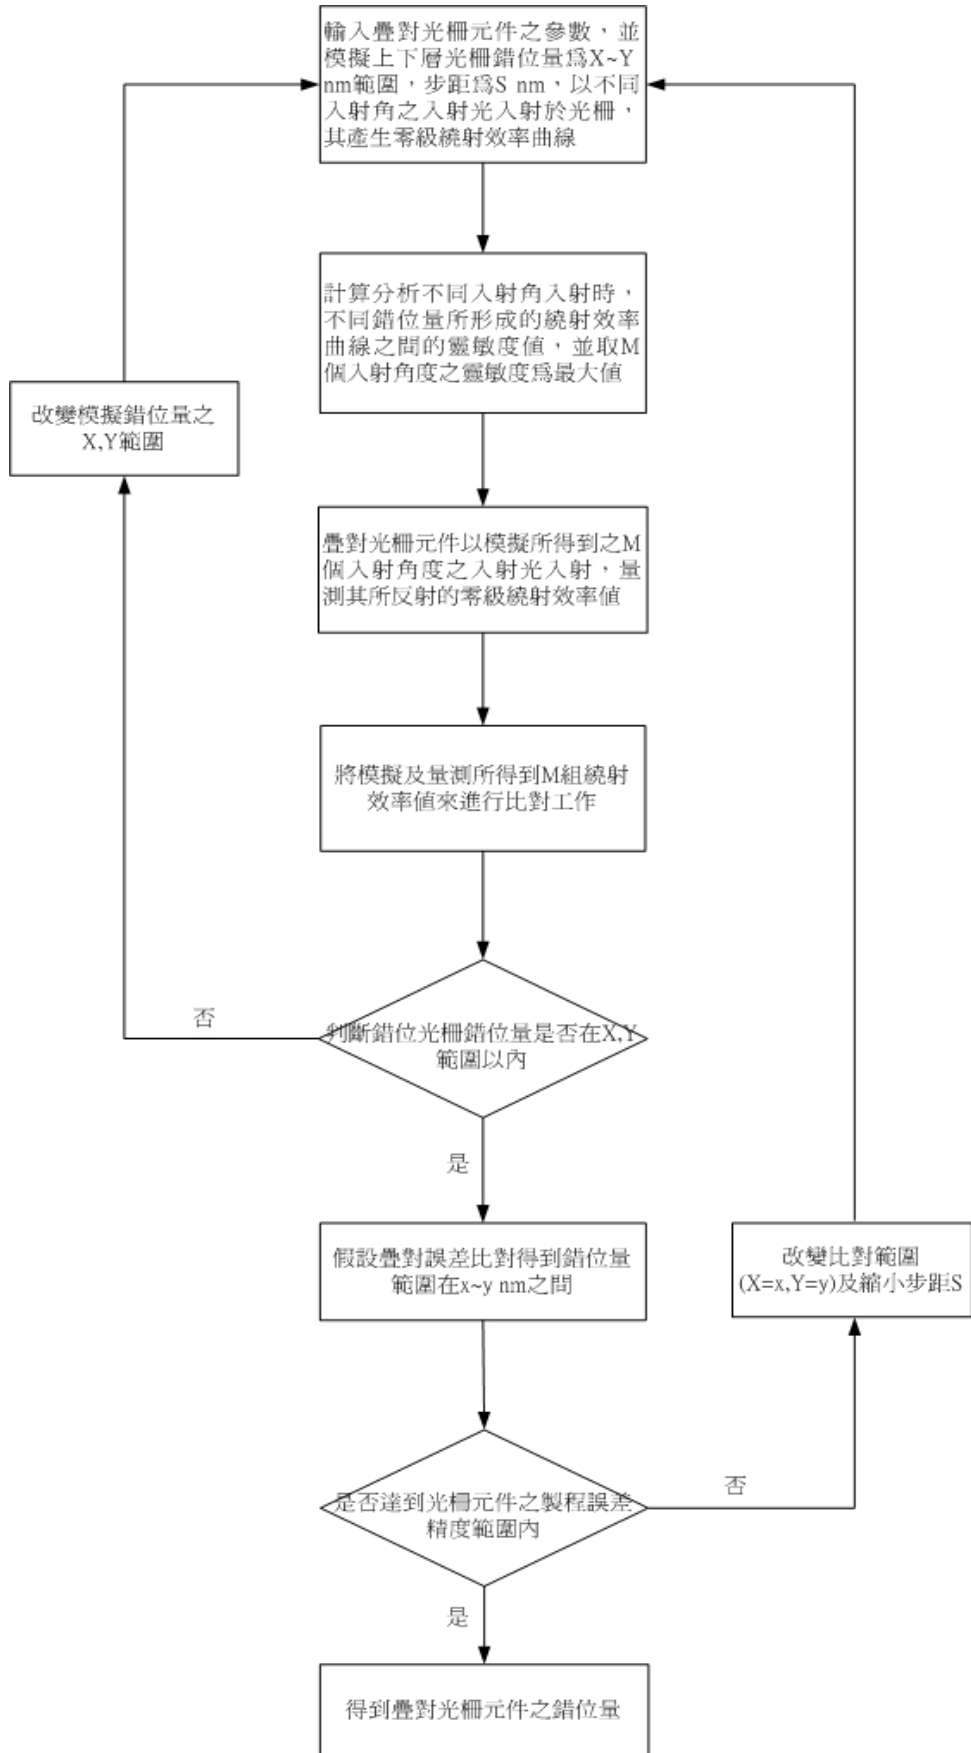 輸入疊對光柵元件之參數，並
模擬上下層光柵錯位量爲X~Y
nm範圍，步距爲S nm，以不同
入射角之入射光入射於光柵，
其產生零級繞射效率曲線
計算分析不同入射角入射時，
不同錯位量所形成的繞射效率
曲線之間的靈敏度值，並取M
個入射角度之靈敏度爲最大值
改變模擬錯位量之
X,Y範圍
疊對光柵元件以模擬所得到之M
個入射角度之入射光入射，量
測其所反射的零級繞射效率值
將模擬及量測所得到M組繞射
效率值來進行比對工作
否
判斷錯位光柵錯位量是否在X,Y
範圍以內
是
假設疊對誤差比對得到錯位量
範圍在x~y nm之間
改變比對範圍
(X=x,Y=y)及縮小步距S
是否達到光柵元件之製程誤差
精度範圍內
否
是
得到疊對光柵元件之錯位量